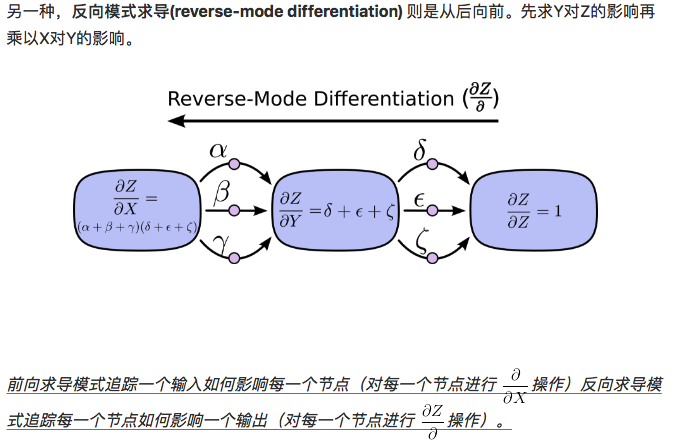 另一种，反向模式求导(reverse-mode differentiation) 则是从后向前。先求Y对Z的影响再
乘以X对Y的影响。
Reverse-Mode Differentiation (∂Z/∂)
α
δ
β
ϵ
γ
ζ
∂Z/∂X =
(α + β + γ)(δ + ϵ + ζ)
∂Z/∂Y = δ + ϵ + ζ
∂Z/∂Z = 1
前向求导模式追踪一个输入如何影响每一个节点（对每一个节点进行 ∂/∂X 操作）反向求导模
式追踪每一个节点如何影响一个输出（对每一个节点进行 ∂Z/∂ 操作）。